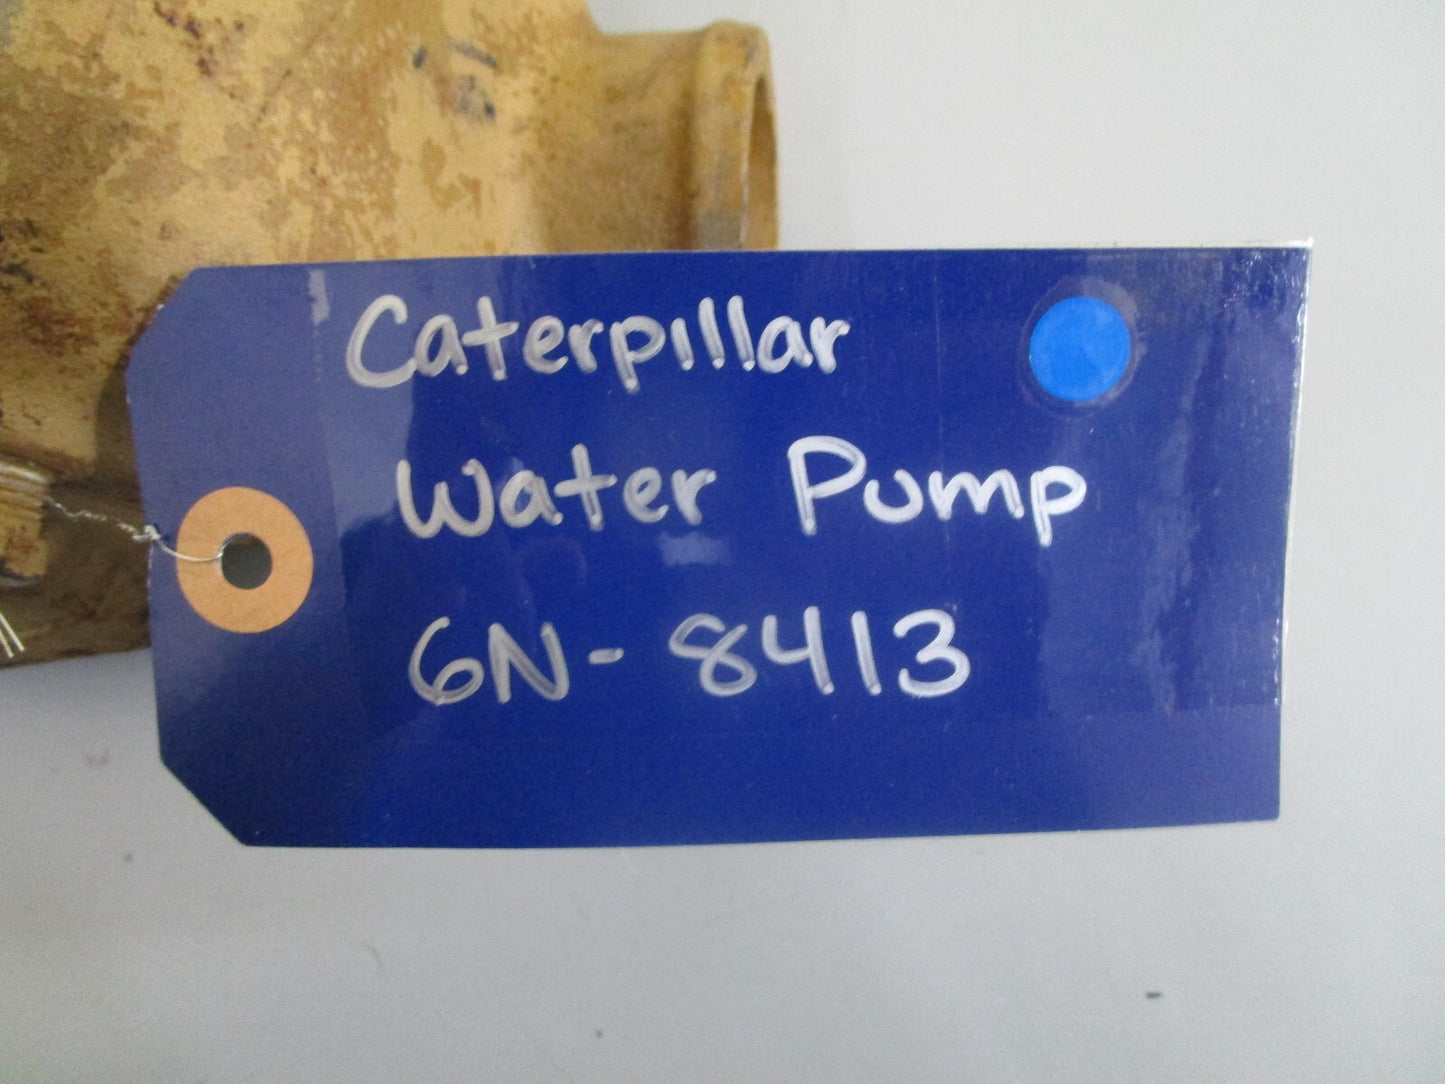 Caterpillar
Water Pump
6N-8413